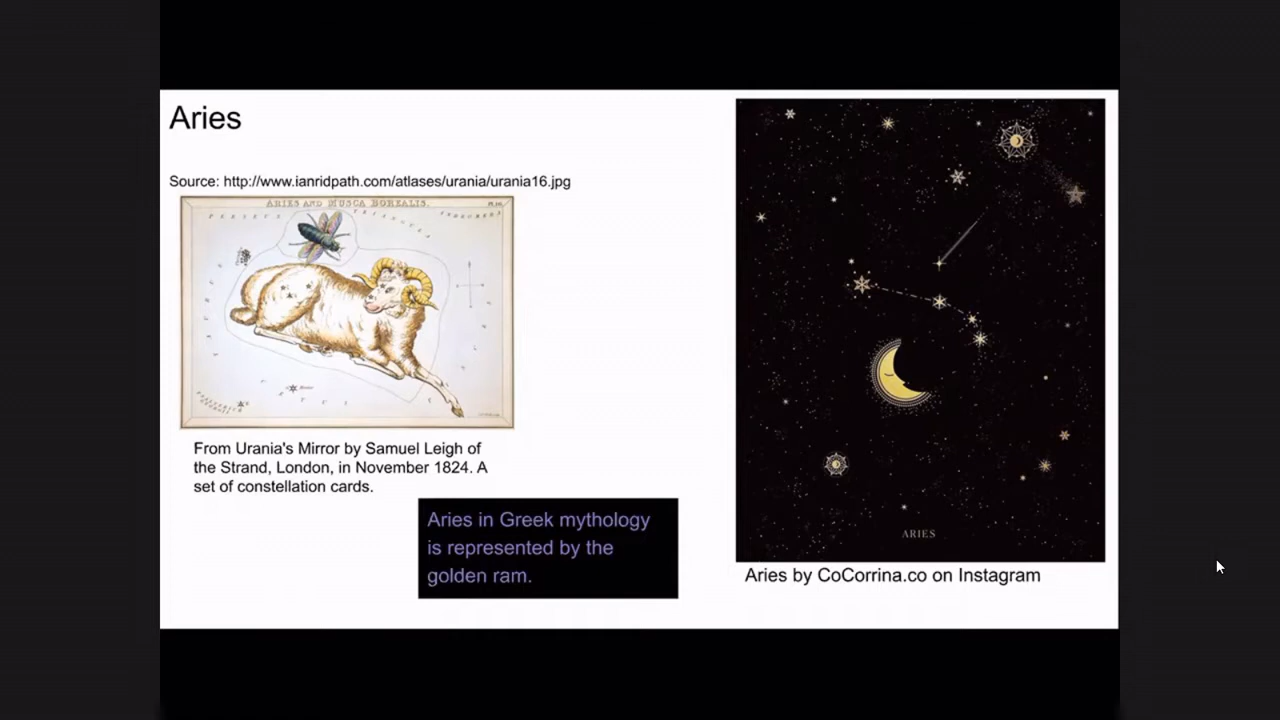 Aries
Source: http://www.ianridpath.com/atlases/urania/urania16.jpg
ARIES AND MUSCA BOREALIS.
From Urania's Mirror by Samuel Leigh of
the Strand, London, in November 1824. A
set of constellation cards.
Aries in Greek mythology
is represented by the
golden ram.
ARIES
Aries by CoCorrina.co on Instagram